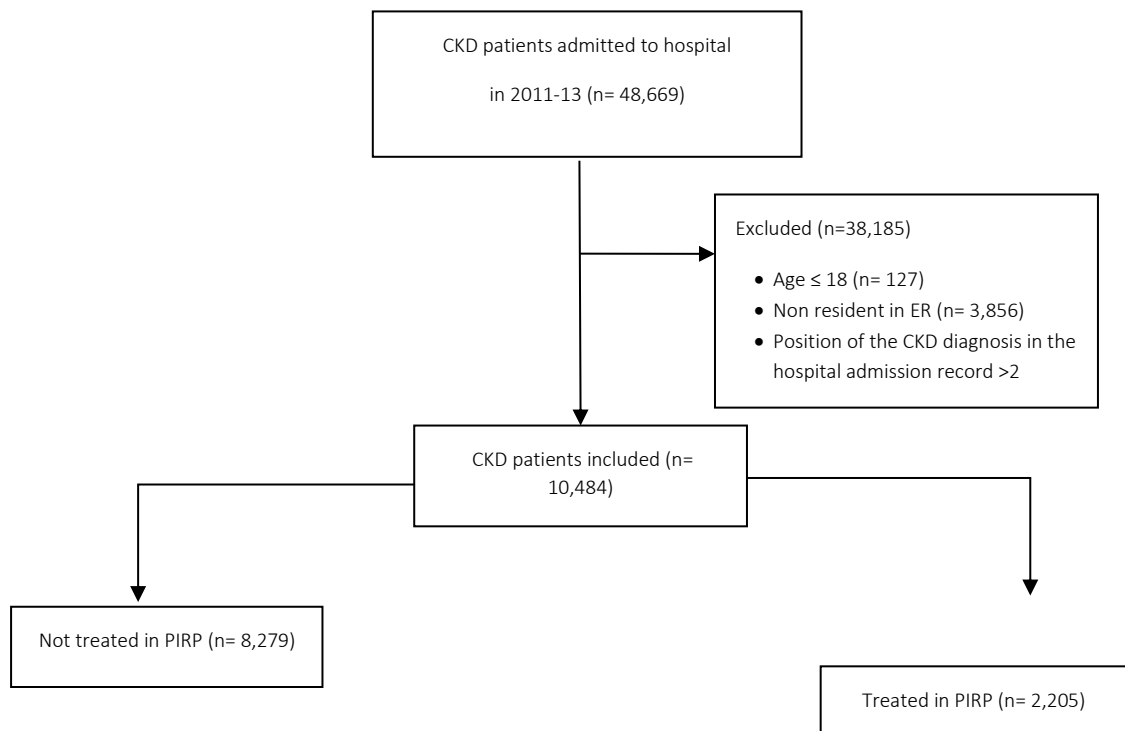 CKD patients admitted to hospital
in 2011-13 (n= 48,669)
Excluded (n=38,185)
• Age ≤ 18 (n= 127)
• Non resident in ER (n= 3,856)
• Position of the CKD diagnosis in the
hospital admission record >2
CKD patients included (n=
10,484)
Not treated in PIRP (n= 8,279)
Treated in PIRP (n= 2,205)